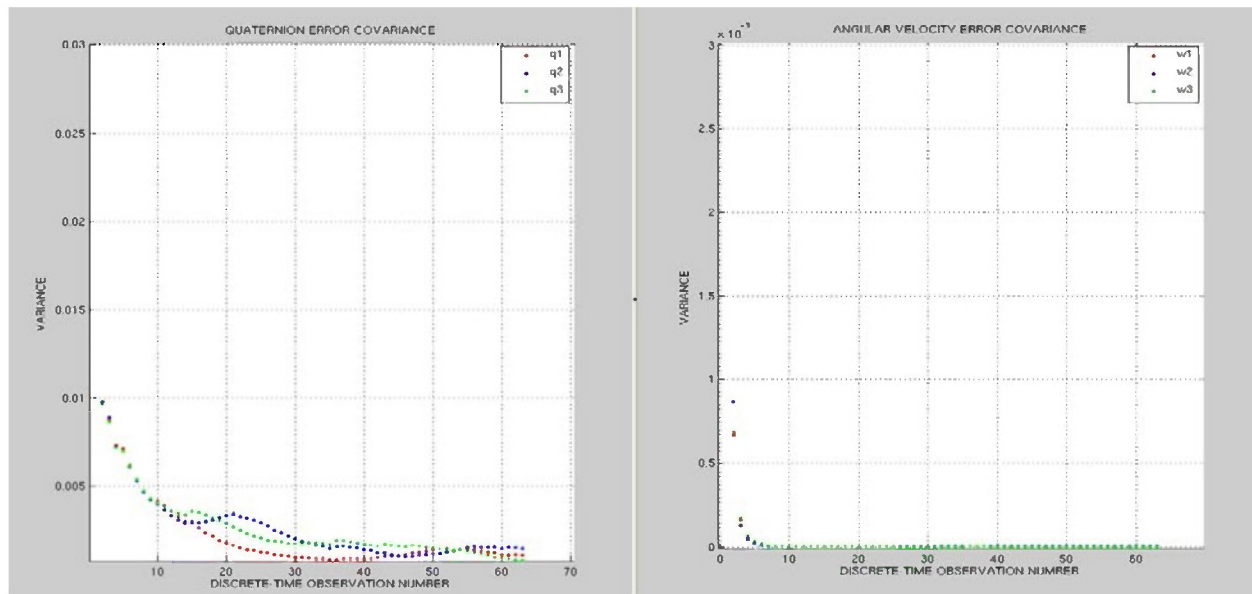 QUATERNION ERROR COVARIANCE
0.03
0.025
0.02
0.015
0.01
0.005
VARIANCE
q1
q2
q3
10
20
30
40
50
60
70
DISCRETE-TIME OBSERVATION NUMBER
ANGULAR VELOCITY ERROR COVARIANCE
× 10⁻³
3
2.5
2
1.5
1
0.5
0
VARIANCE
w1
w2
w3
0
10
20
30
40
50
60
DISCRETE-TIME OBSERVATION NUMBER